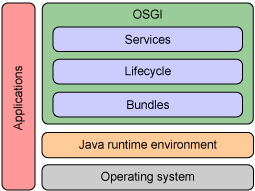 Applications
OSGI
Services
Lifecycle
Bundles
Java runtime environment
Operating system